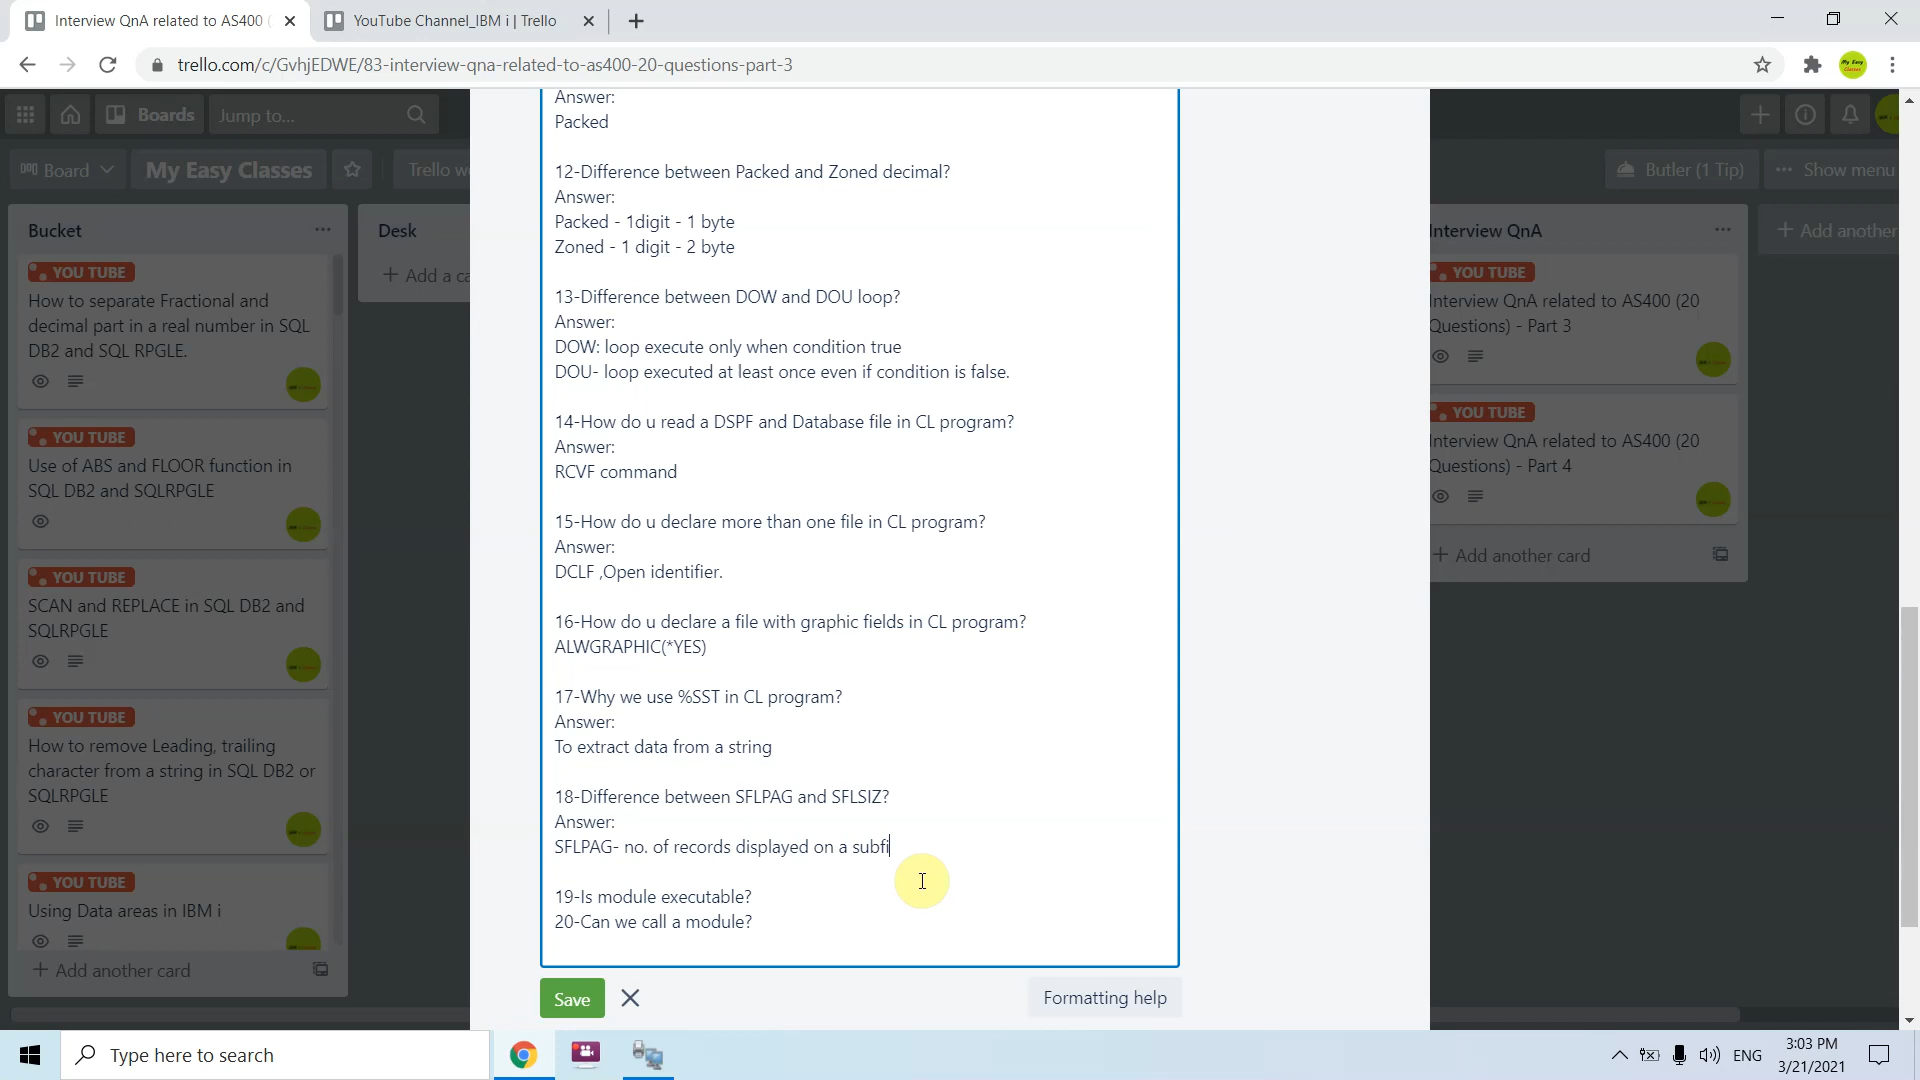 Interview QnA related to AS400 (
YouTube Channel_IBM i | Trello
trello.com/c/GvhjEDWE/83-interview-qna-related-to-as400-20-questions-part-3
My Easy
Classes
Boards
Jump to...
Board
My Easy Classes
Trello w
Butler (1 Tip)
Show menu
Bucket
YOU TUBE
How to separate Fractional and
decimal part in a real number in SQL
DB2 and SQL RPGLE.
YOU TUBE
Use of ABS and FLOOR function in
SQL DB2 and SQLRPGLE
YOU TUBE
SCAN and REPLACE in SQL DB2 and
SQLRPGLE
YOU TUBE
How to remove Leading, trailing
character from a string in SQL DB2 or
SQLRPGLE
YOU TUBE
Using Data areas in IBM i
+ Add another card
Desk
+ Add a ca
Answer:
Packed
12-Difference between Packed and Zoned decimal?
Answer:
Packed - 1digit - 1 byte
Zoned - 1 digit - 2 byte
13-Difference between DOW and DOU loop?
Answer:
DOW: loop execute only when condition true
DOU- loop executed at least once even if condition is false.
14-How do u read a DSPF and Database file in CL program?
Answer:
RCVF command
15-How do u declare more than one file in CL program?
Answer:
DCLF ,Open identifier.
16-How do u declare a file with graphic fields in CL program?
ALWGRAPHIC(*YES)
17-Why we use %SST in CL program?
Answer:
To extract data from a string
18-Difference between SFLPAG and SFLSIZ?
Answer:
SFLPAG- no. of records displayed on a subfi
19-Is module executable?
20-Can we call a module?
Save
Formatting help
Interview QnA
YOU TUBE
Interview QnA related to AS400 (20
Questions) - Part 3
YOU TUBE
Interview QnA related to AS400 (20
Questions) - Part 4
+ Add another card
+ Add another
Type here to search
ENG
3:03 PM
3/21/2021